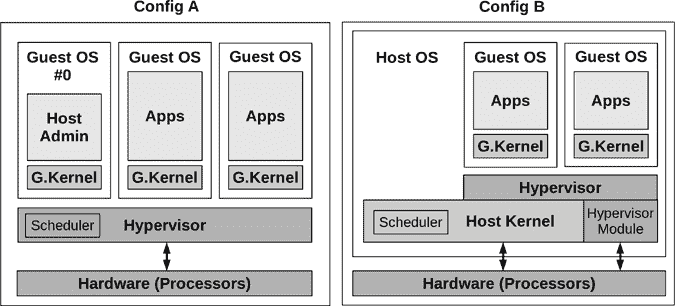 Config A
Guest OS
#0
Host
Admin
G.Kernel
Guest OS
Apps
G.Kernel
Guest OS
Apps
G.Kernel
Scheduler
Hypervisor
Hardware (Processors)
Config B
Host OS
Guest OS
Apps
G.Kernel
Guest OS
Apps
G.Kernel
Hypervisor
Scheduler
Host Kernel
Hypervisor
Module
Hardware (Processors)